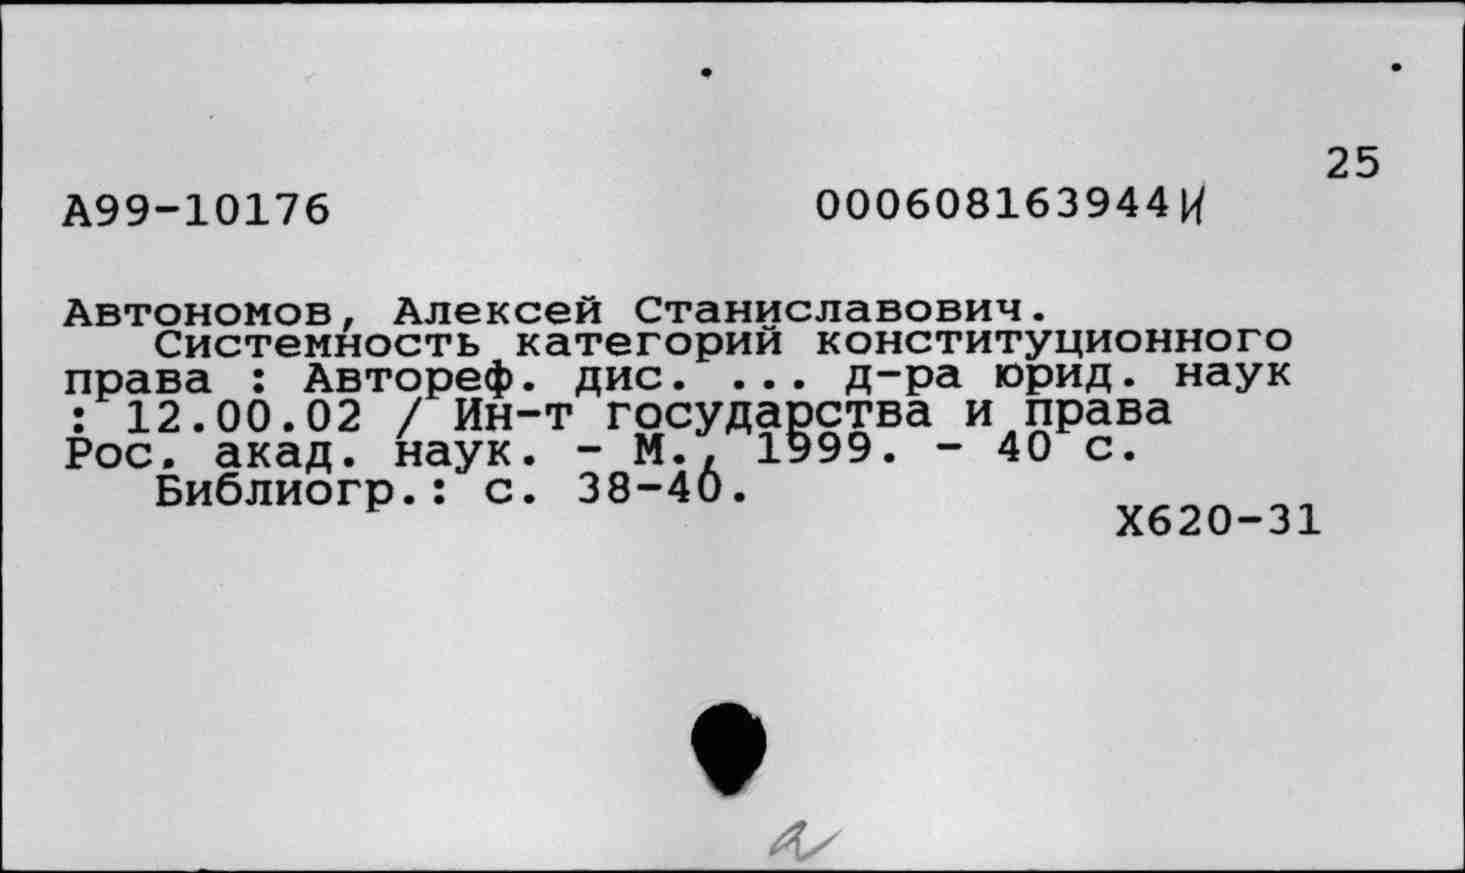 25
А99-10176 000608163944И
Автономов, Алексей Станиславович.
Системность категорий конституционного
права : Автореф. дис. ... д-ра юрид. наук
: 12.00.02 / Ин-т государства и права
Рос. акад. наук. - М., 1999. - 40 с.
Библиогр.: с. 38-40.
Х620-31